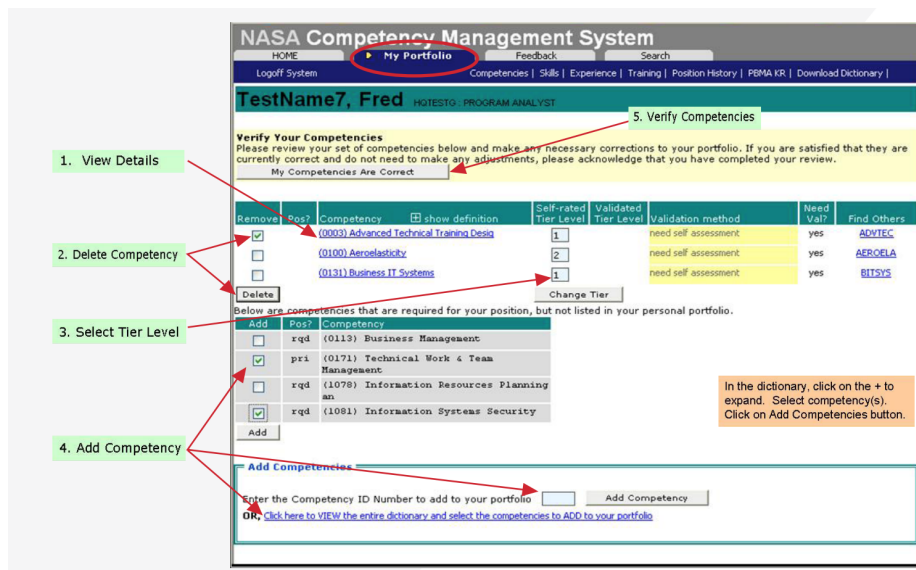 NASA Competency Management System
HOME
My Portfolio
Feedback
Search
Logoff System
Competencies | Skills | Experience | Training | Position History | PBMA KR | Download Dictionary |
TestName7, Fred HQTESTG : PROGRAM ANALYST
5. Verify Competencies
Verify Your Competencies
Please review your set of competencies below and make any necessary corrections to your portfolio. If you are satisfied that they are
currently correct and do not need to make any adjustments, please acknowledge that you have completed your review.
My Competencies Are Correct
1. View Details
Self-rated Validated Need
Remove Pos? Competency show definition Tier Level Tier Level Validation method Val? Find Others
(0003) Advanced Technical Training Desig 1 need self assessment yes ADVTEC
2. Delete Competency
(0100) Aeroelasticity 2 need self assessment yes AEROELA
(0131) Business IT Systems 1 need self assessment yes BITSYS
Delete Change Tier
Below are competencies that are required for your position, but not listed in your personal portfolio.
3. Select Tier Level
Add Pos? Competency
rqd (0113) Business Management
pri (0171) Technical Work & Team
Management
rqd (1078) Information Resources Planning
an
rqd (1081) Information Systems Security
Add
In the dictionary, click on the + to
expand. Select competency(s).
Click on Add Competencies button.
4. Add Competency
Add Competencies
Enter the Competency ID Number to add to your portfolio Add Competency
OR, Click here to VIEW the entire dictionary and select the competencies to ADD to your portfolio